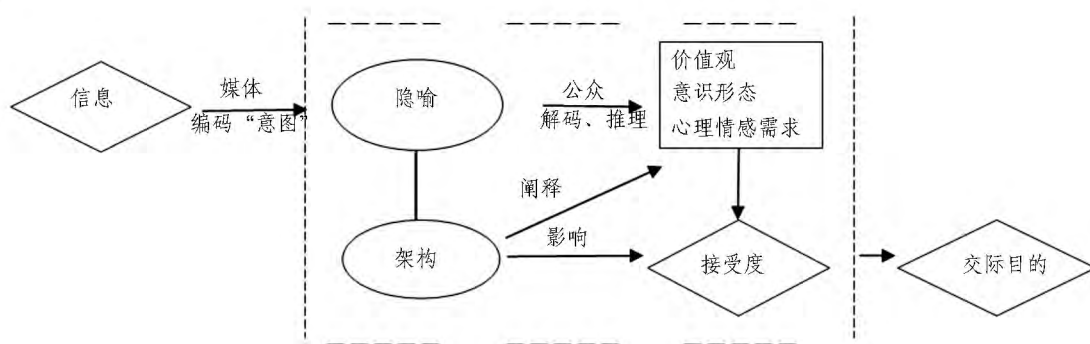 信息
媒体
编码“意图”
隐喻
公众
解码、推理
价值观
意识形态
心理情感需求
阐释
影响
架构
接受度
交际目的